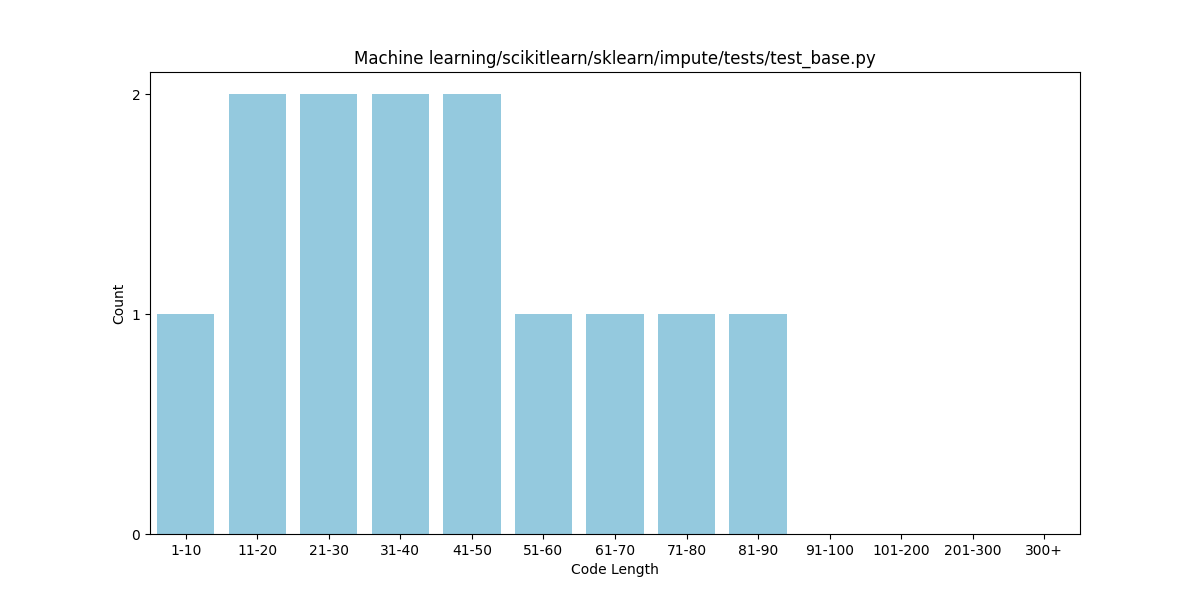 Machine learning/scikitlearn/sklearn/impute/tests/test_base.py
2
1
0
Count
1-10 11-20 21-30 31-40 41-50 51-60 61-70 71-80 81-90 91-100 101-200 201-300 300+
Code Length